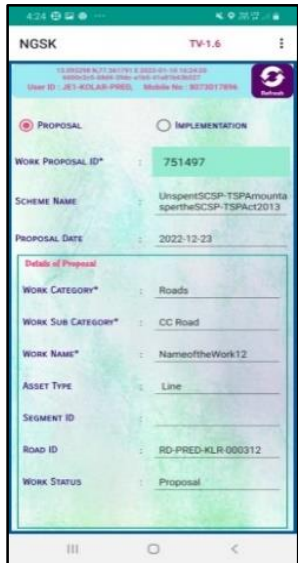 4:24
NGSK TV-1.6
User ID : JE1-KOLAR-PRED, Mobile No : 8073017896
Refresh
PROPOSAL IMPLEMENTATION
WORK PROPOSAL ID* : 751497
SCHEME NAME : UnspentSCSP-TSPAmounta
spertheSCSP-TSPAct2013
PROPOSAL DATE : 2022-12-23
Details of Proposal
WORK CATEGORY* : Roads
WORK SUB CATEGORY* : CC Road
WORK NAME* : NameoftheWork12
ASSET TYPE : Line
SEGMENT ID :
ROAD ID : RD-PRED-KLR-000312
WORK STATUS : Proposal